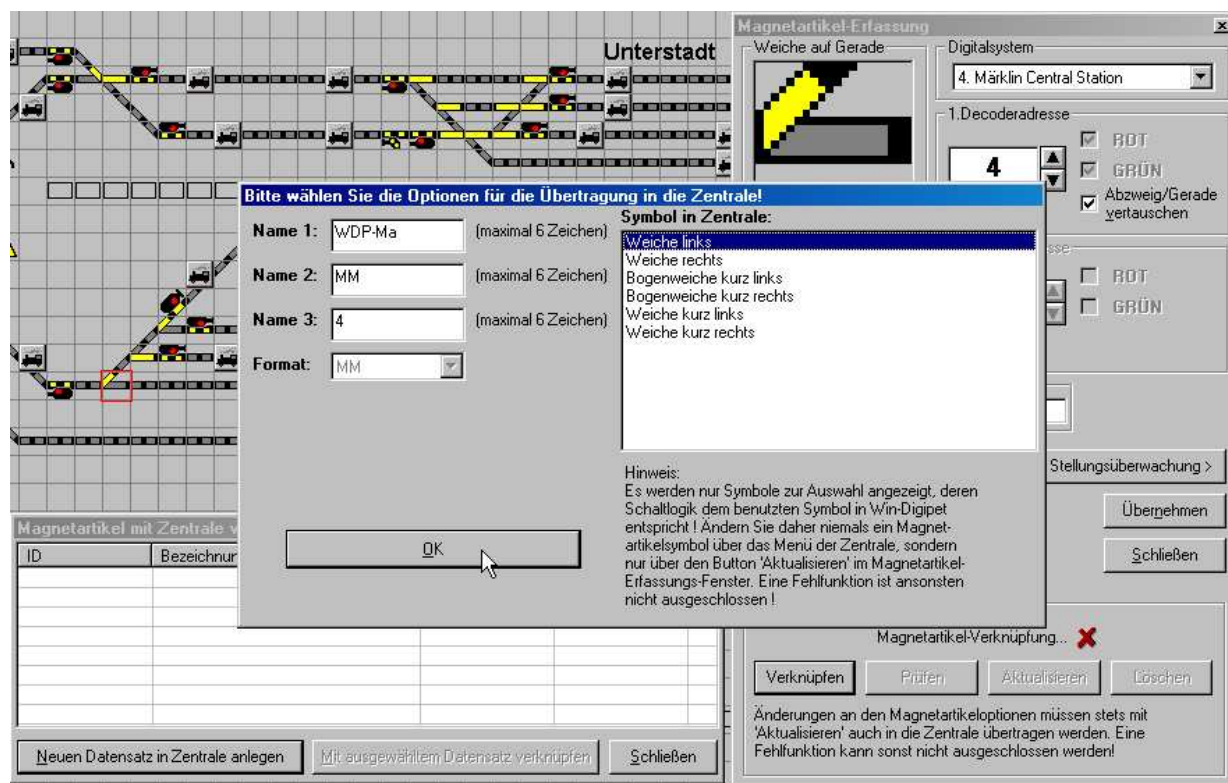 Unterstadt
Magnetartikel-Erfassung
Weiche auf Gerade
Digitalsystem
4. Märklin Central Station
1.Decoderadresse
4
ROT
GRÜN
Abzweig/Gerade
vertauschen
sse
ROT
GRÜN
Stellungsüberwachung >
Übernehmen
Schließen
Bitte wählen Sie die Optionen für die Übertragung in die Zentrale!
Name 1: WDP-Ma (maximal 6 Zeichen)
Name 2: MM (maximal 6 Zeichen)
Name 3: 4 (maximal 6 Zeichen)
Format: MM
Symbol in Zentrale:
Weiche links
Weiche rechts
Bogenweiche kurz links
Bogenweiche kurz rechts
Weiche kurz links
Weiche kurz rechts
Hinweis:
Es werden nur Symbole zur Auswahl angezeigt, deren
Schaltlogik dem benutzten Symbol in Win-Digipet
entspricht ! Ändern Sie daher niemals ein Magnet-
artikelsymbol über das Menü der Zentrale, sondern
nur über den Button 'Aktualisieren' im Magnetartikel-
Erfassungs-Fenster. Eine Fehlfunktion ist ansonsten
nicht ausgeschlossen !
OK
Magnetartikel mit Zentrale v
ID Bezeichnur
Neuen Datensatz in Zentrale anlegen Mit ausgewähltem Datensatz verknüpfen Schließen
Magnetartikel-Verknüpfung...
Verknüpfen Prüfen Aktualisieren Löschen
Änderungen an den Magnetartikeloptionen müssen stets mit
'Aktualisieren' auch in die Zentrale übertragen werden. Eine
Fehlfunktion kann sonst nicht ausgeschlossen werden!